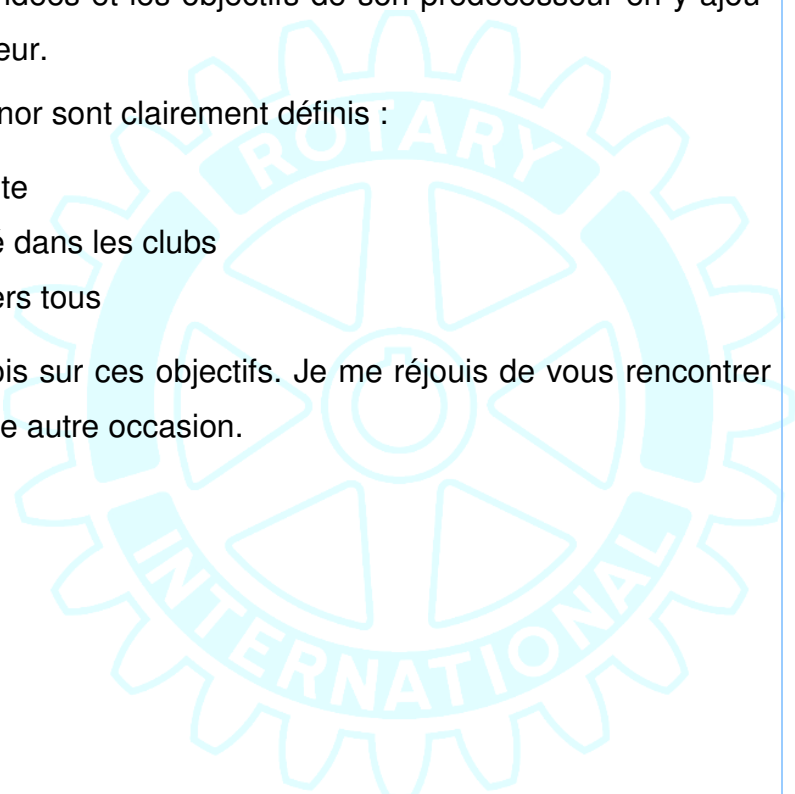 et les objectifs de son prédécesseur en y ajou-
eur.
nor sont clairement définis :
te
é dans les clubs
ers tous
ois sur ces objectifs. Je me réjouis de vous rencontrer
e autre occasion.
ROTARY
INTERNATIONAL